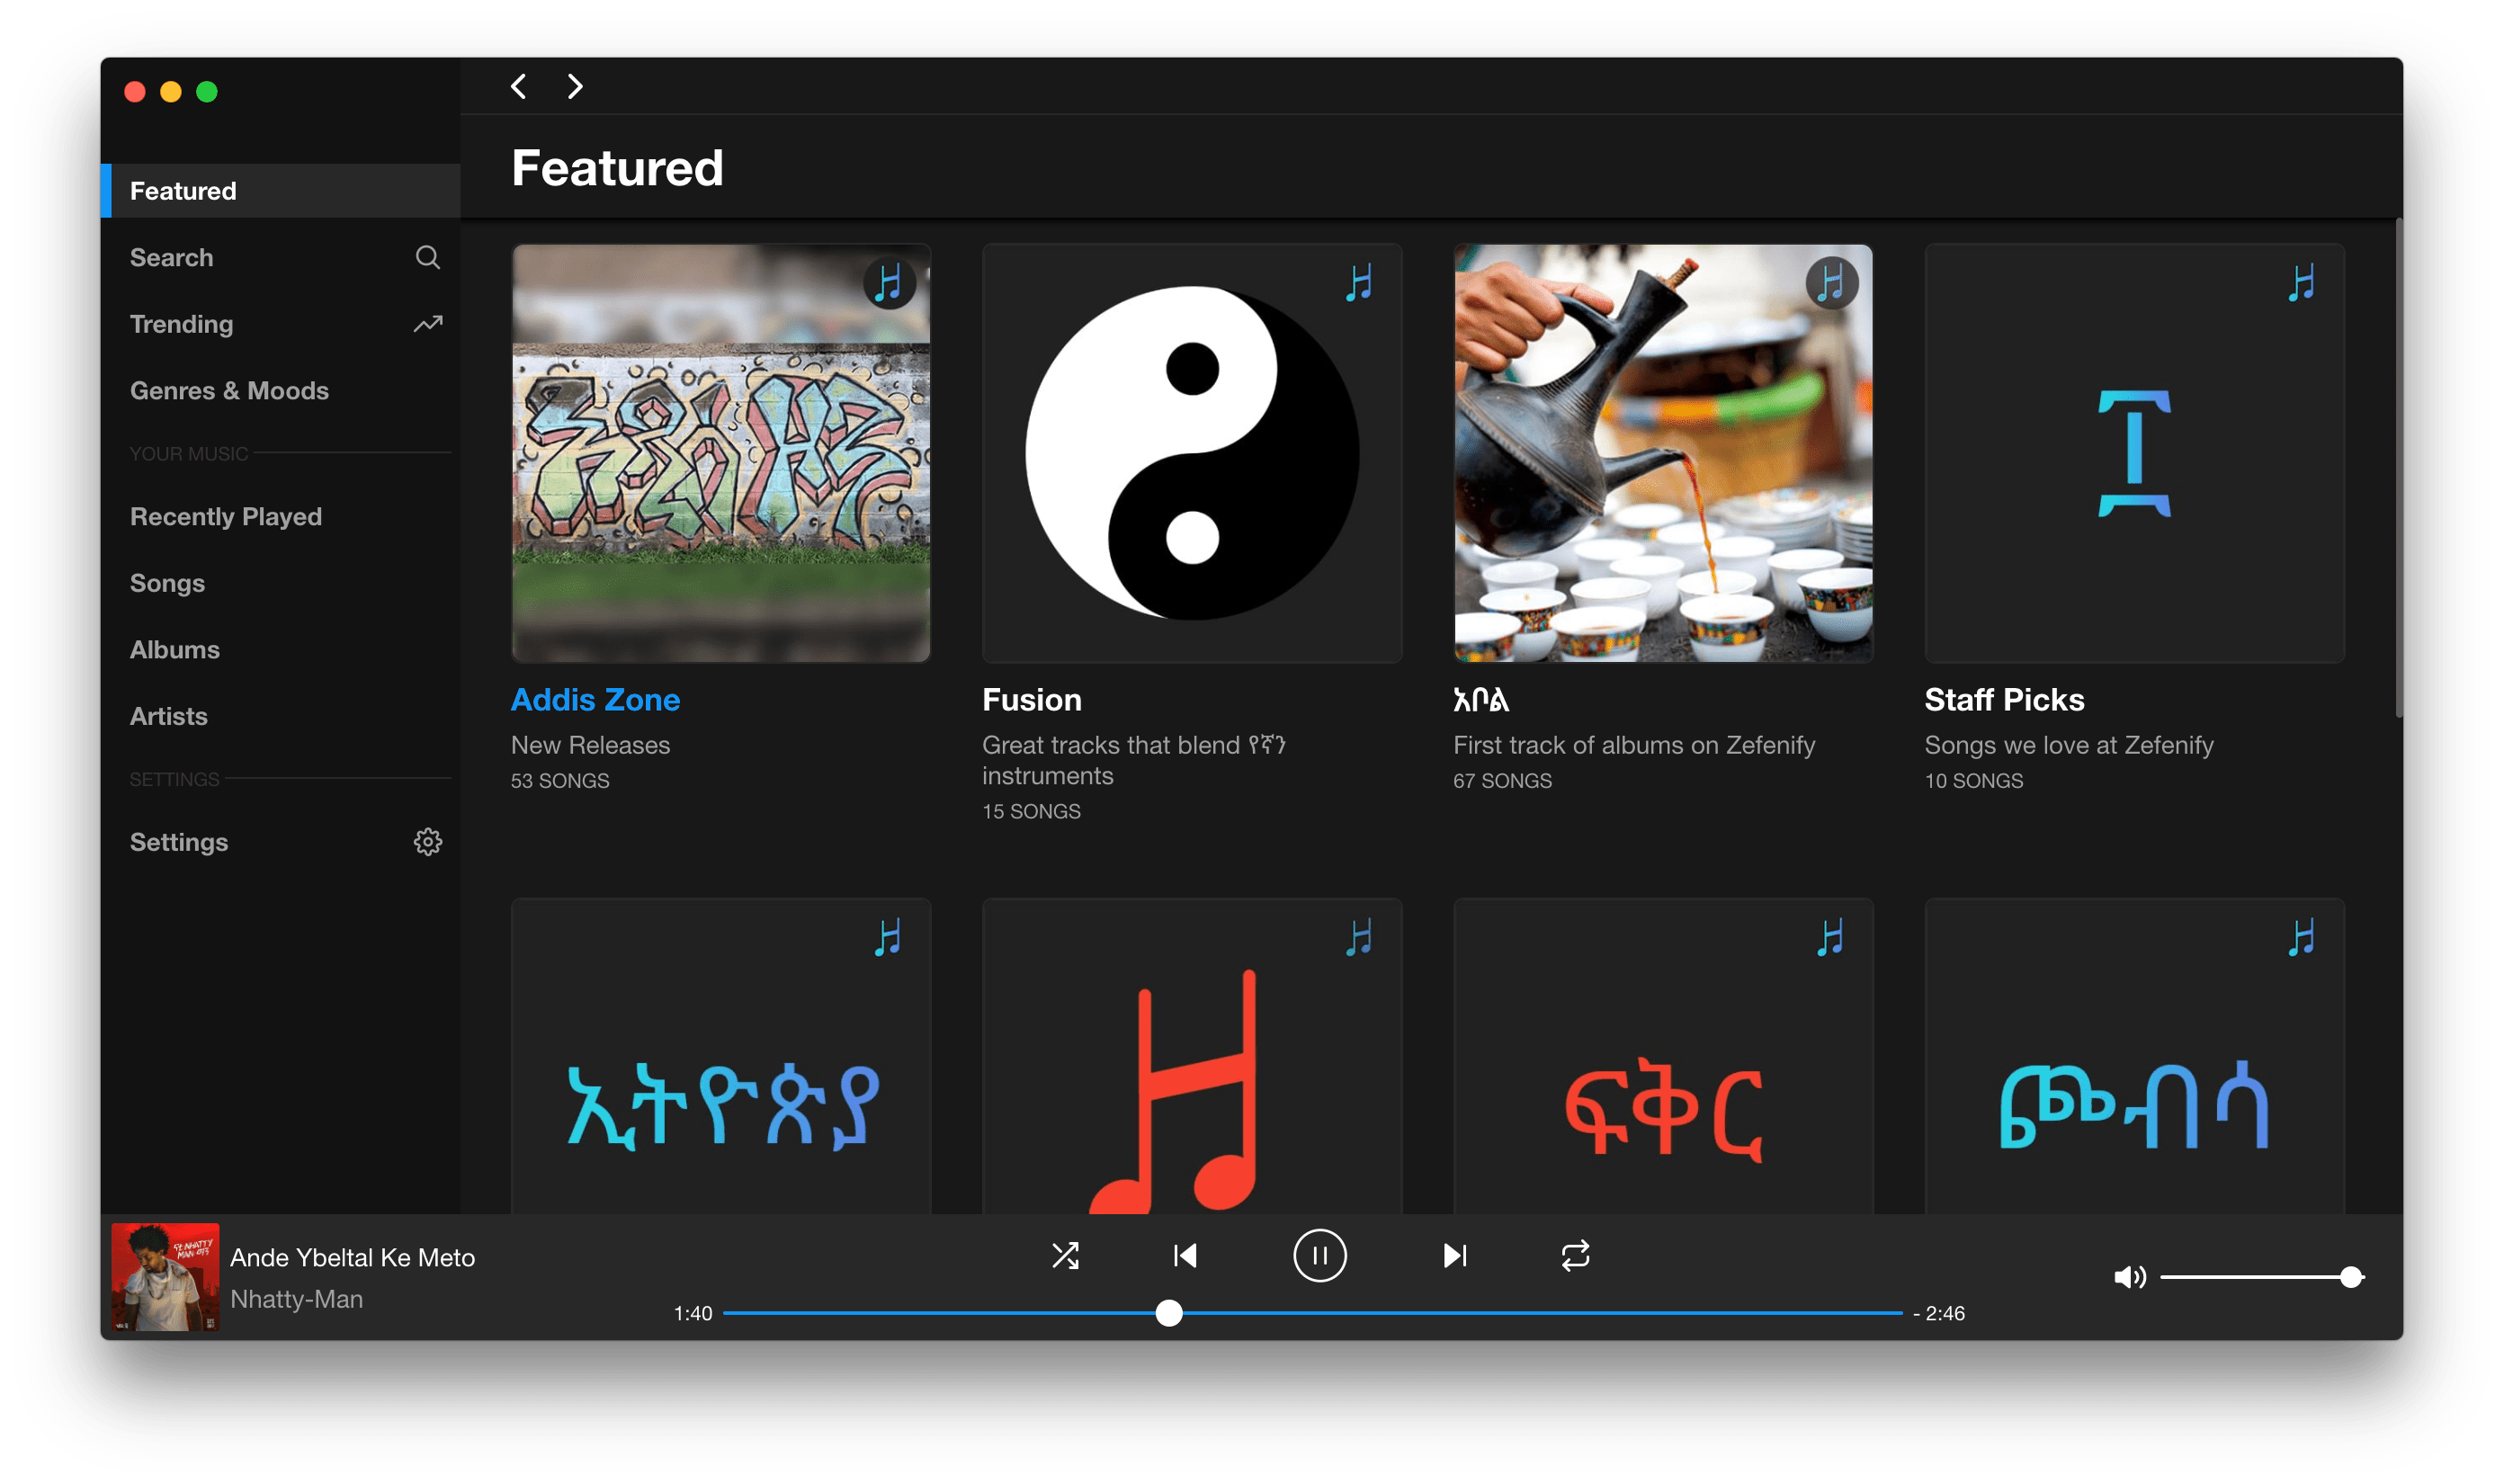 Featured
Search
Trending
Genres & Moods
YOUR MUSIC
Recently Played
Songs
Albums
Artists
SETTINGS
Settings
Featured
Addis Zone
New Releases
53 SONGS
Fusion
Great tracks that blend የኛን
instruments
15 SONGS
አቦል
First track of albums on Zefenify
67 SONGS
፲
Staff Picks
Songs we love at Zefenify
10 SONGS
ኢትዮጵያ
ፍቅር
ጮብሳ
Ande Ybeltal Ke Meto
Nhatty-Man
1:40
- 2:46